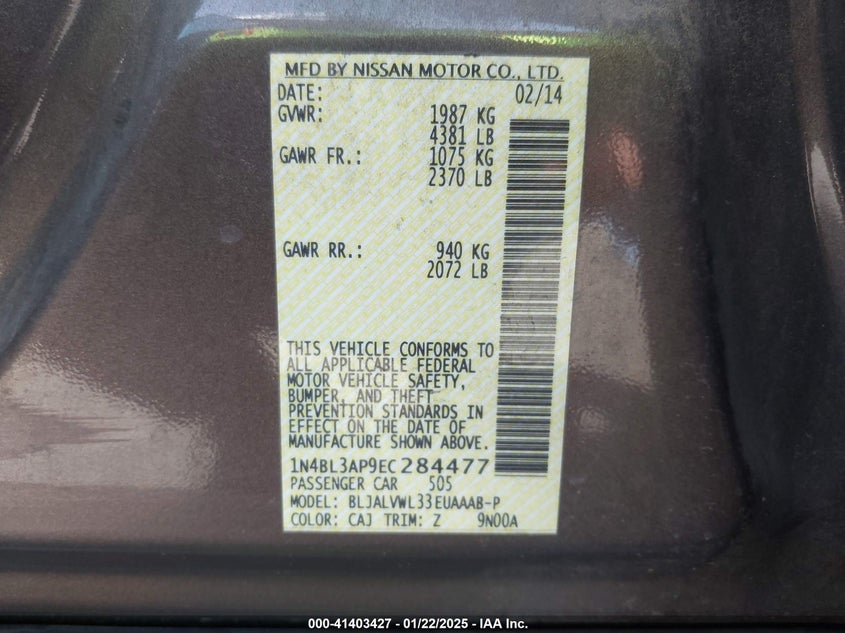 MFD BY NISSAN MOTOR CO., LTD.
DATE: 02/14
GVWR: 1987 KG
4381 LB
GAWR FR.: 1075 KG
2370 LB
GAWR RR.: 940 KG
2072 LB
THIS VEHICLE CONFORMS TO
ALL APPLICABLE FEDERAL
MOTOR VEHICLE SAFETY,
BUMPER, AND THEFT
PREVENTION STANDARDS IN
EFFECT ON THE DATE OF
MANUFACTURE SHOWN ABOVE.
1N4BL3AP9EC284477
PASSENGER CAR 505
MODEL: BLJALVWL33EUAAAB-P
COLOR: CAJ TRIM: Z 9N00A
000-41403427 - 01/22/2025 - IAA Inc.